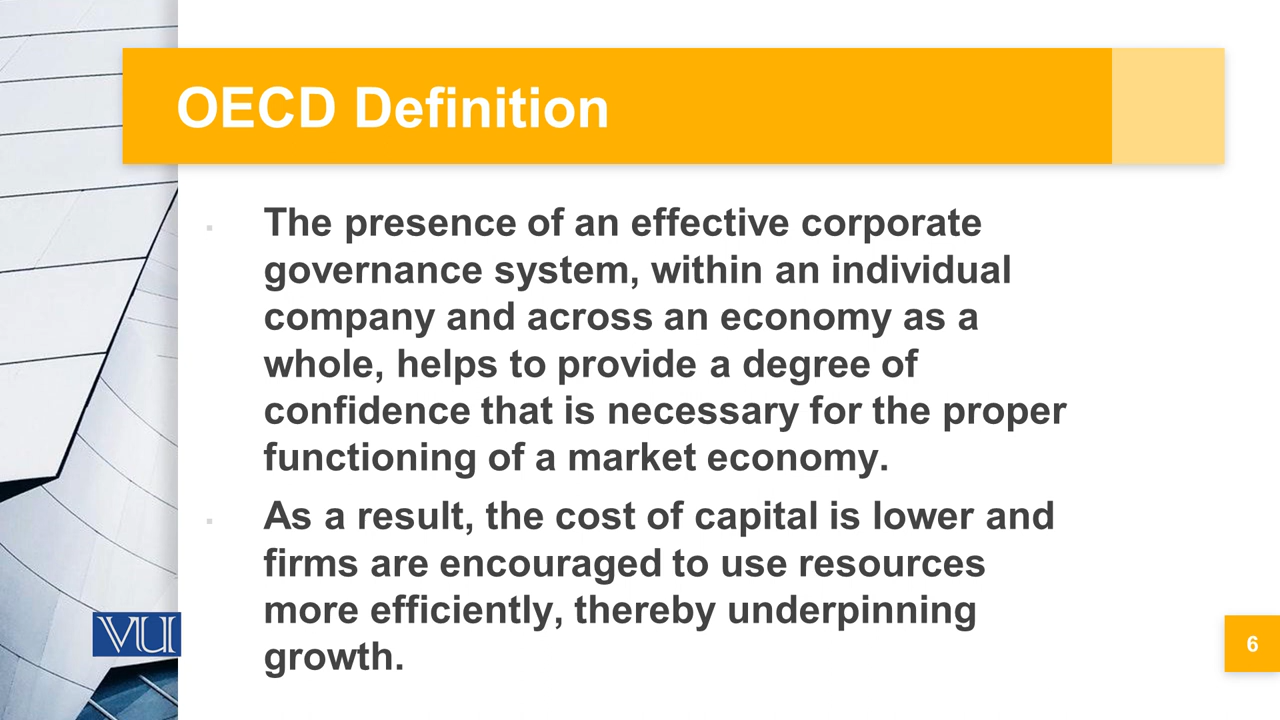 OECD Definition
The presence of an effective corporate
governance system, within an individual
company and across an economy as a
whole, helps to provide a degree of
confidence that is necessary for the proper
functioning of a market economy.
As a result, the cost of capital is lower and
firms are encouraged to use resources
more efficiently, thereby underpinning
growth.
VU
6